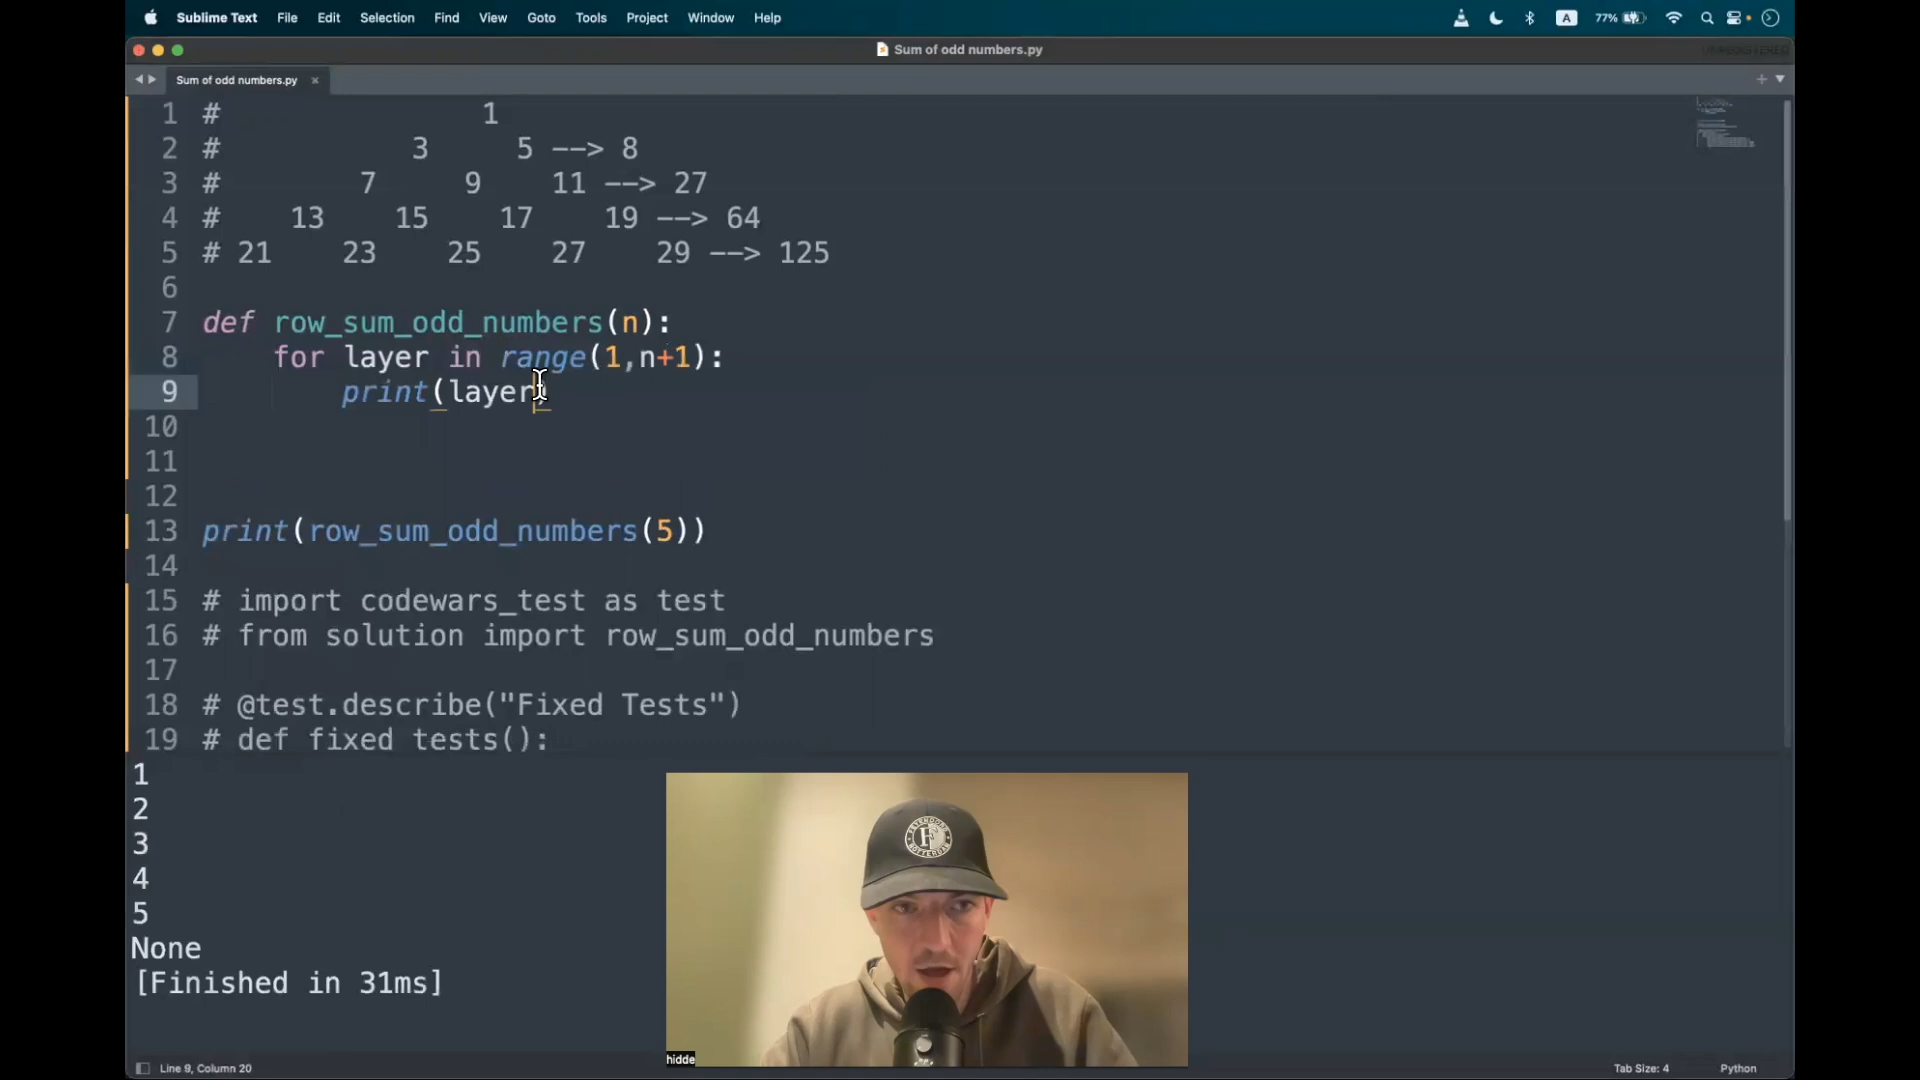 Sublime Text File Edit Selection Find View Goto Tools Project Window Help A 77%
Sum of odd numbers.py
UNREGISTERED
Sum of odd numbers.py ×
1 # 1
2 # 3 5 --> 8
3 # 7 9 11 --> 27
4 # 13 15 17 19 --> 64
5 # 21 23 25 27 29 --> 125
6
7 def row_sum_odd_numbers(n):
8 for layer in range(1,n+1):
9 print(layer)
10
11
12
13 print(row_sum_odd_numbers(5))
14
15 # import codewars_test as test
16 # from solution import row_sum_odd_numbers
17
18 # @test.describe("Fixed Tests")
19 # def fixed_tests():
1
2
3
4
5
None
[Finished in 31ms]
FEYENOORD
F
ROTTERDAM
hidde
Line 9, Column 20
Tab Size: 4
Python